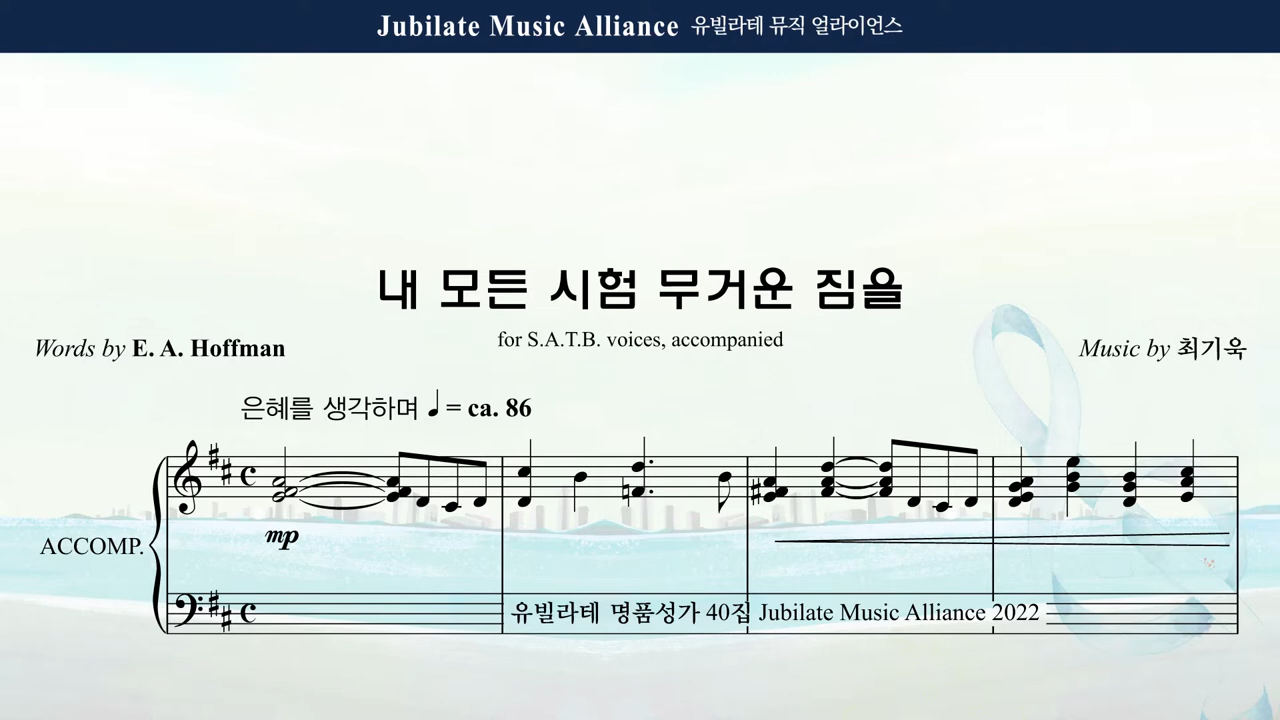 Jubilate Music Alliance 유빌라테 뮤직 얼라이언스
내 모든 시험 무거운 짐을
for S.A.T.B. voices, accompanied
Words by E. A. Hoffman
Music by 최기욱
은혜를 생각하며 ♩ = ca. 86
mp
ACCOMP.
유빌라테 명품성가 40집 Jubilate Music Alliance 2022